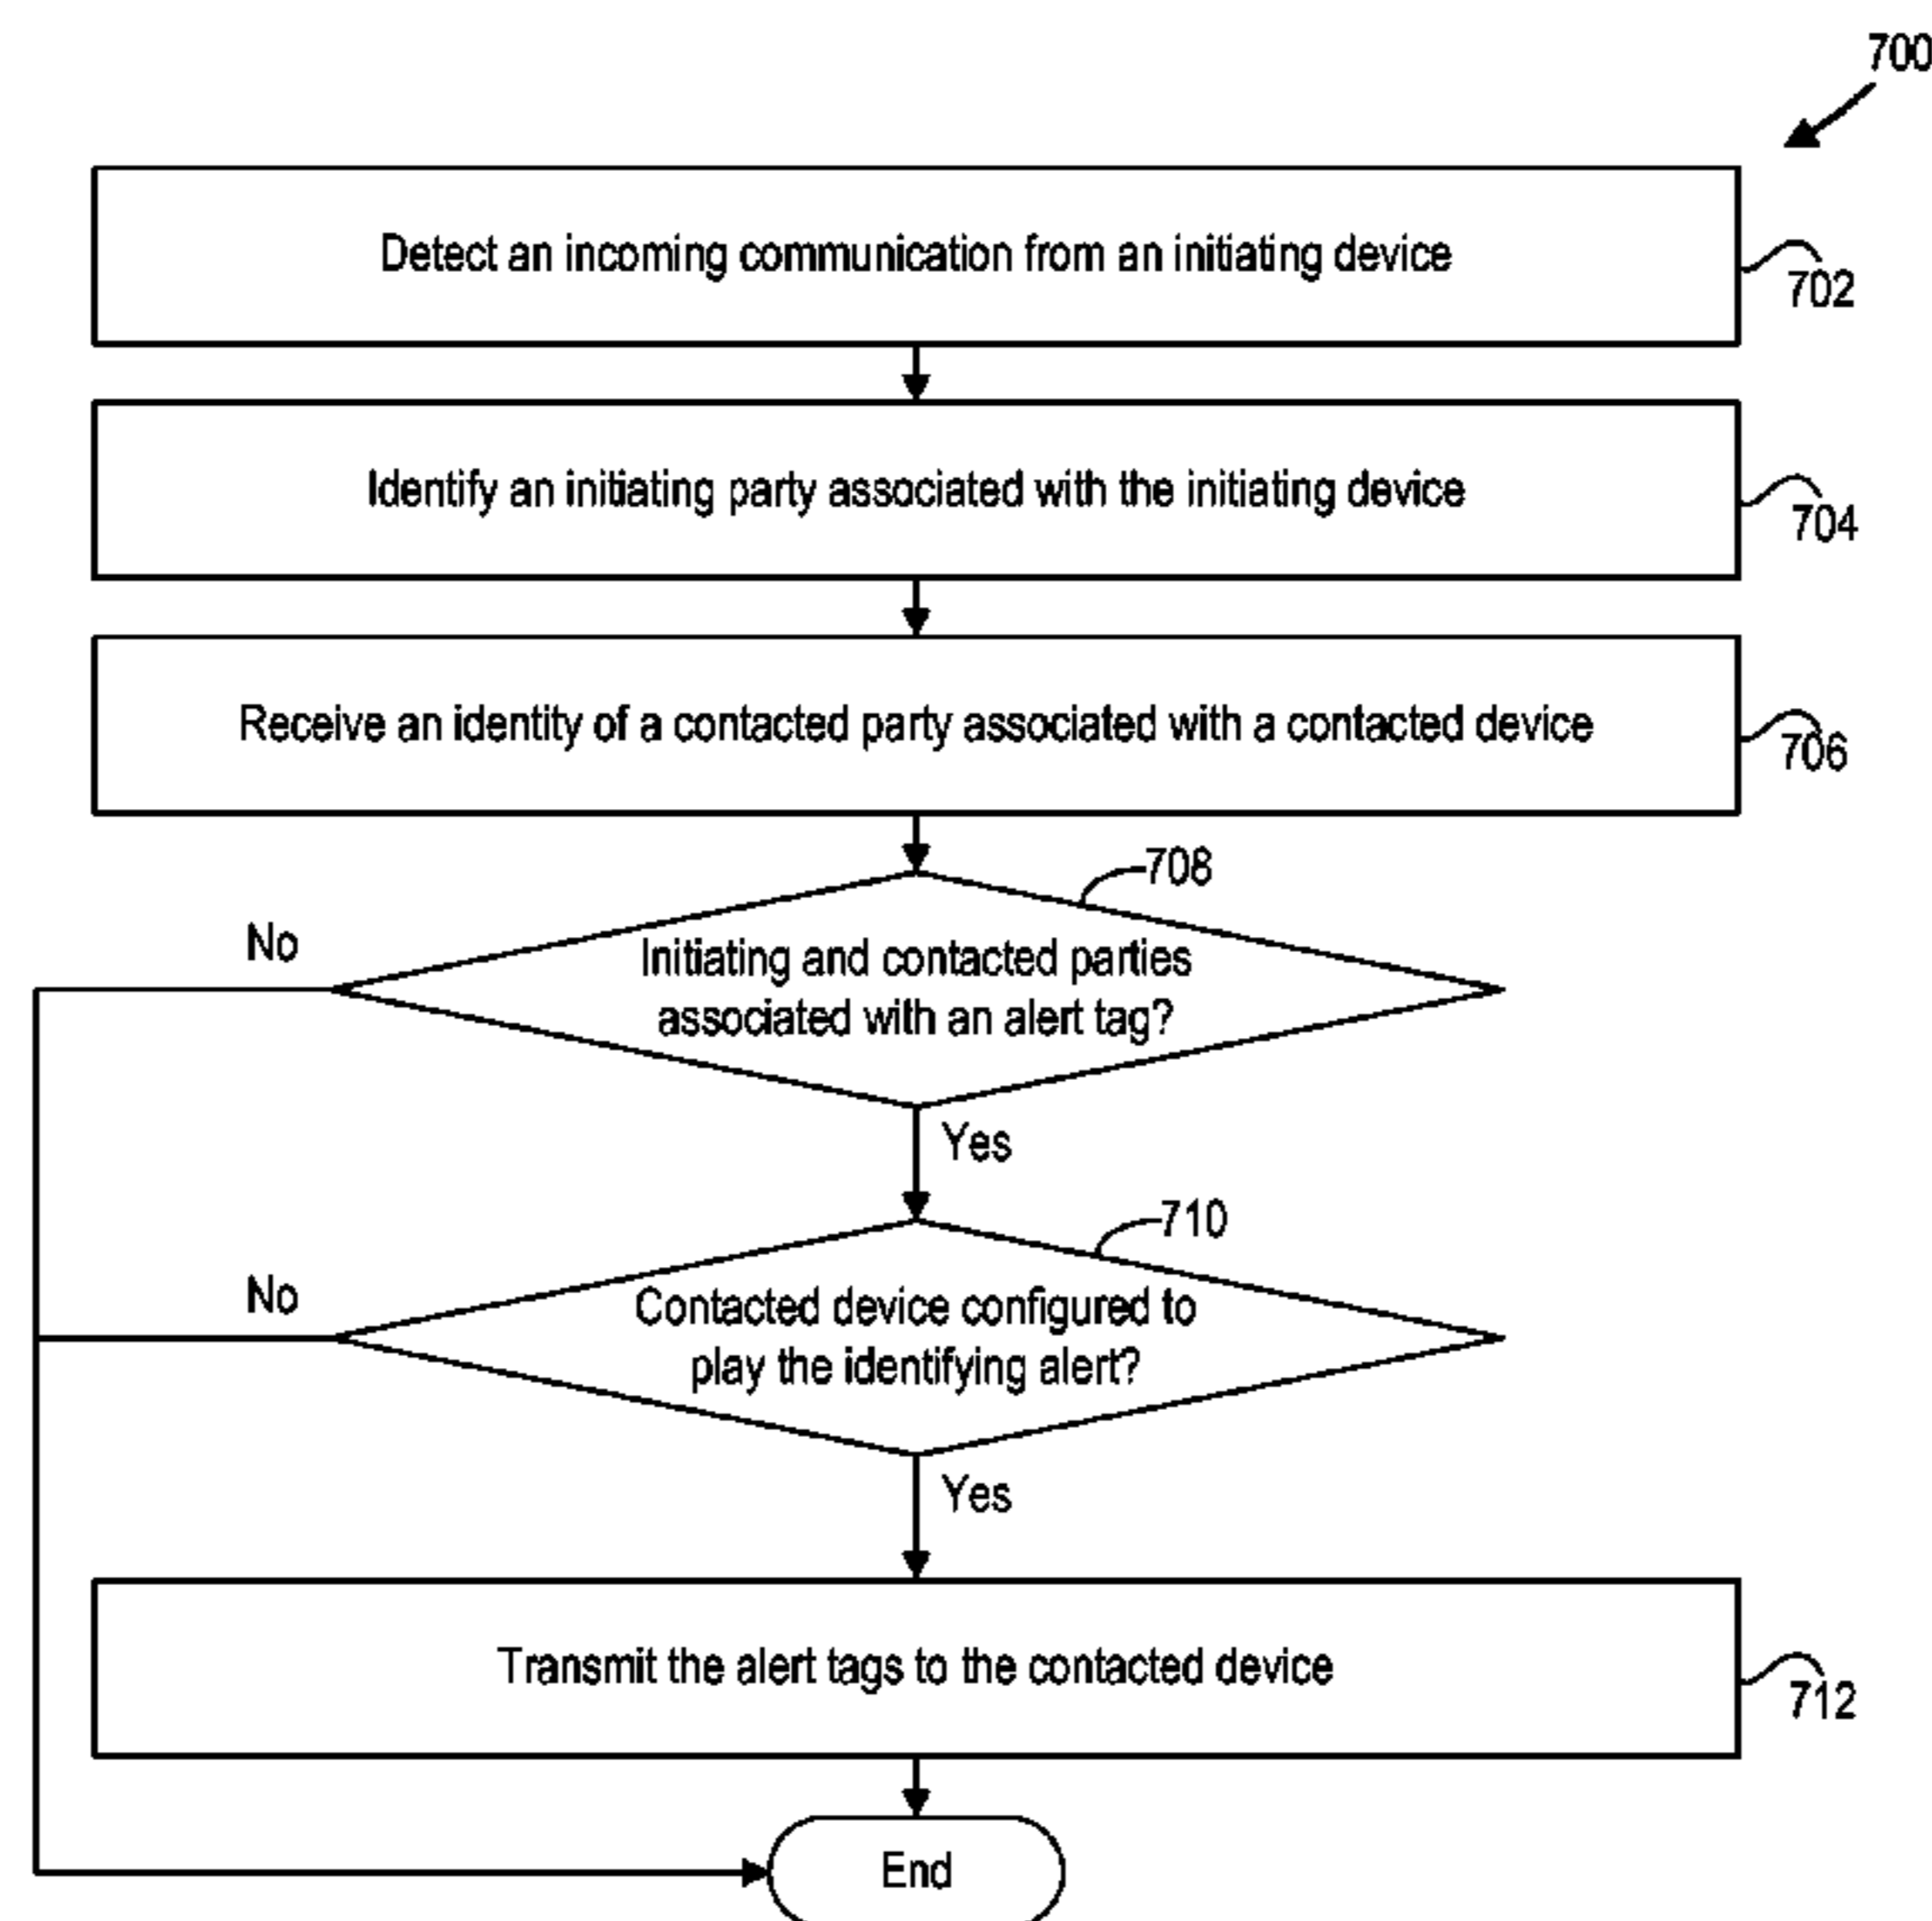 700
Detect an incoming communication from an initiating device
702
Identify an initiating party associated with the initiating device
704
Receive an identity of a contacted party associated with a contacted device
706
708
No
Initiating and contacted parties
associated with an alert tag?
Yes
710
No
Contacted device configured to
play the identifying alert?
Yes
Transmit the alert tags to the contacted device
712
End